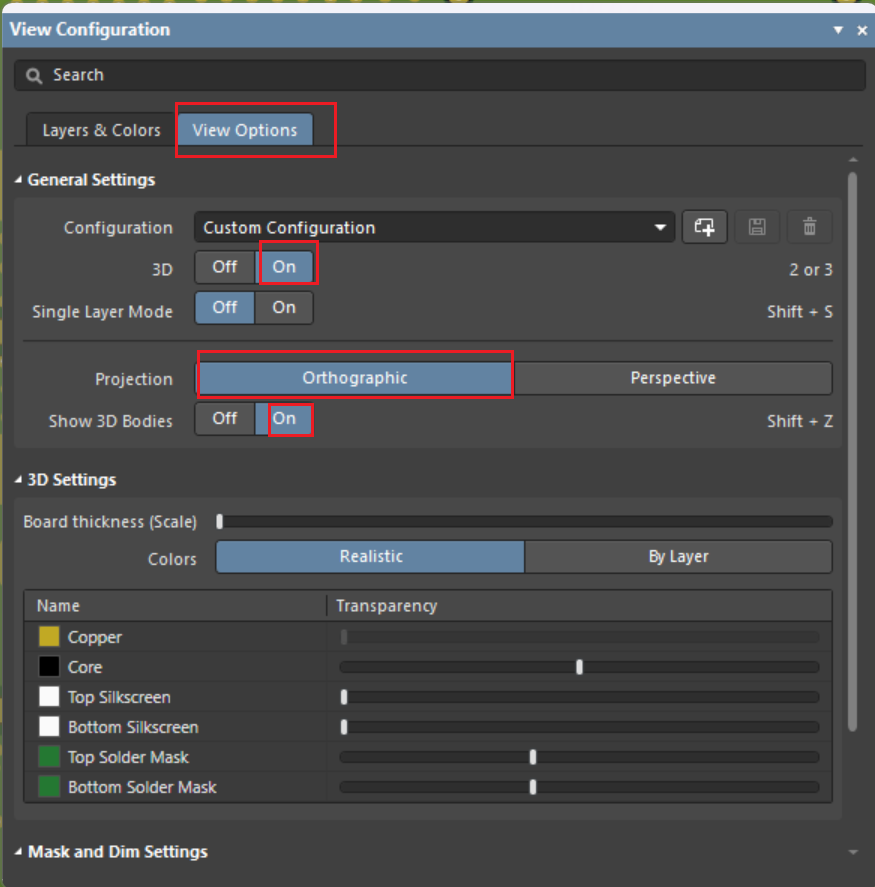 View Configuration
Search
Layers & Colors View Options
General Settings
Configuration Custom Configuration
3D Off On 2 or 3
Single Layer Mode Off On Shift + S
Projection Orthographic Perspective
Show 3D Bodies Off On Shift + Z
3D Settings
Board thickness (Scale)
Colors Realistic By Layer
Name Transparency
Copper
Core
Top Silkscreen
Bottom Silkscreen
Top Solder Mask
Bottom Solder Mask
Mask and Dim Settings